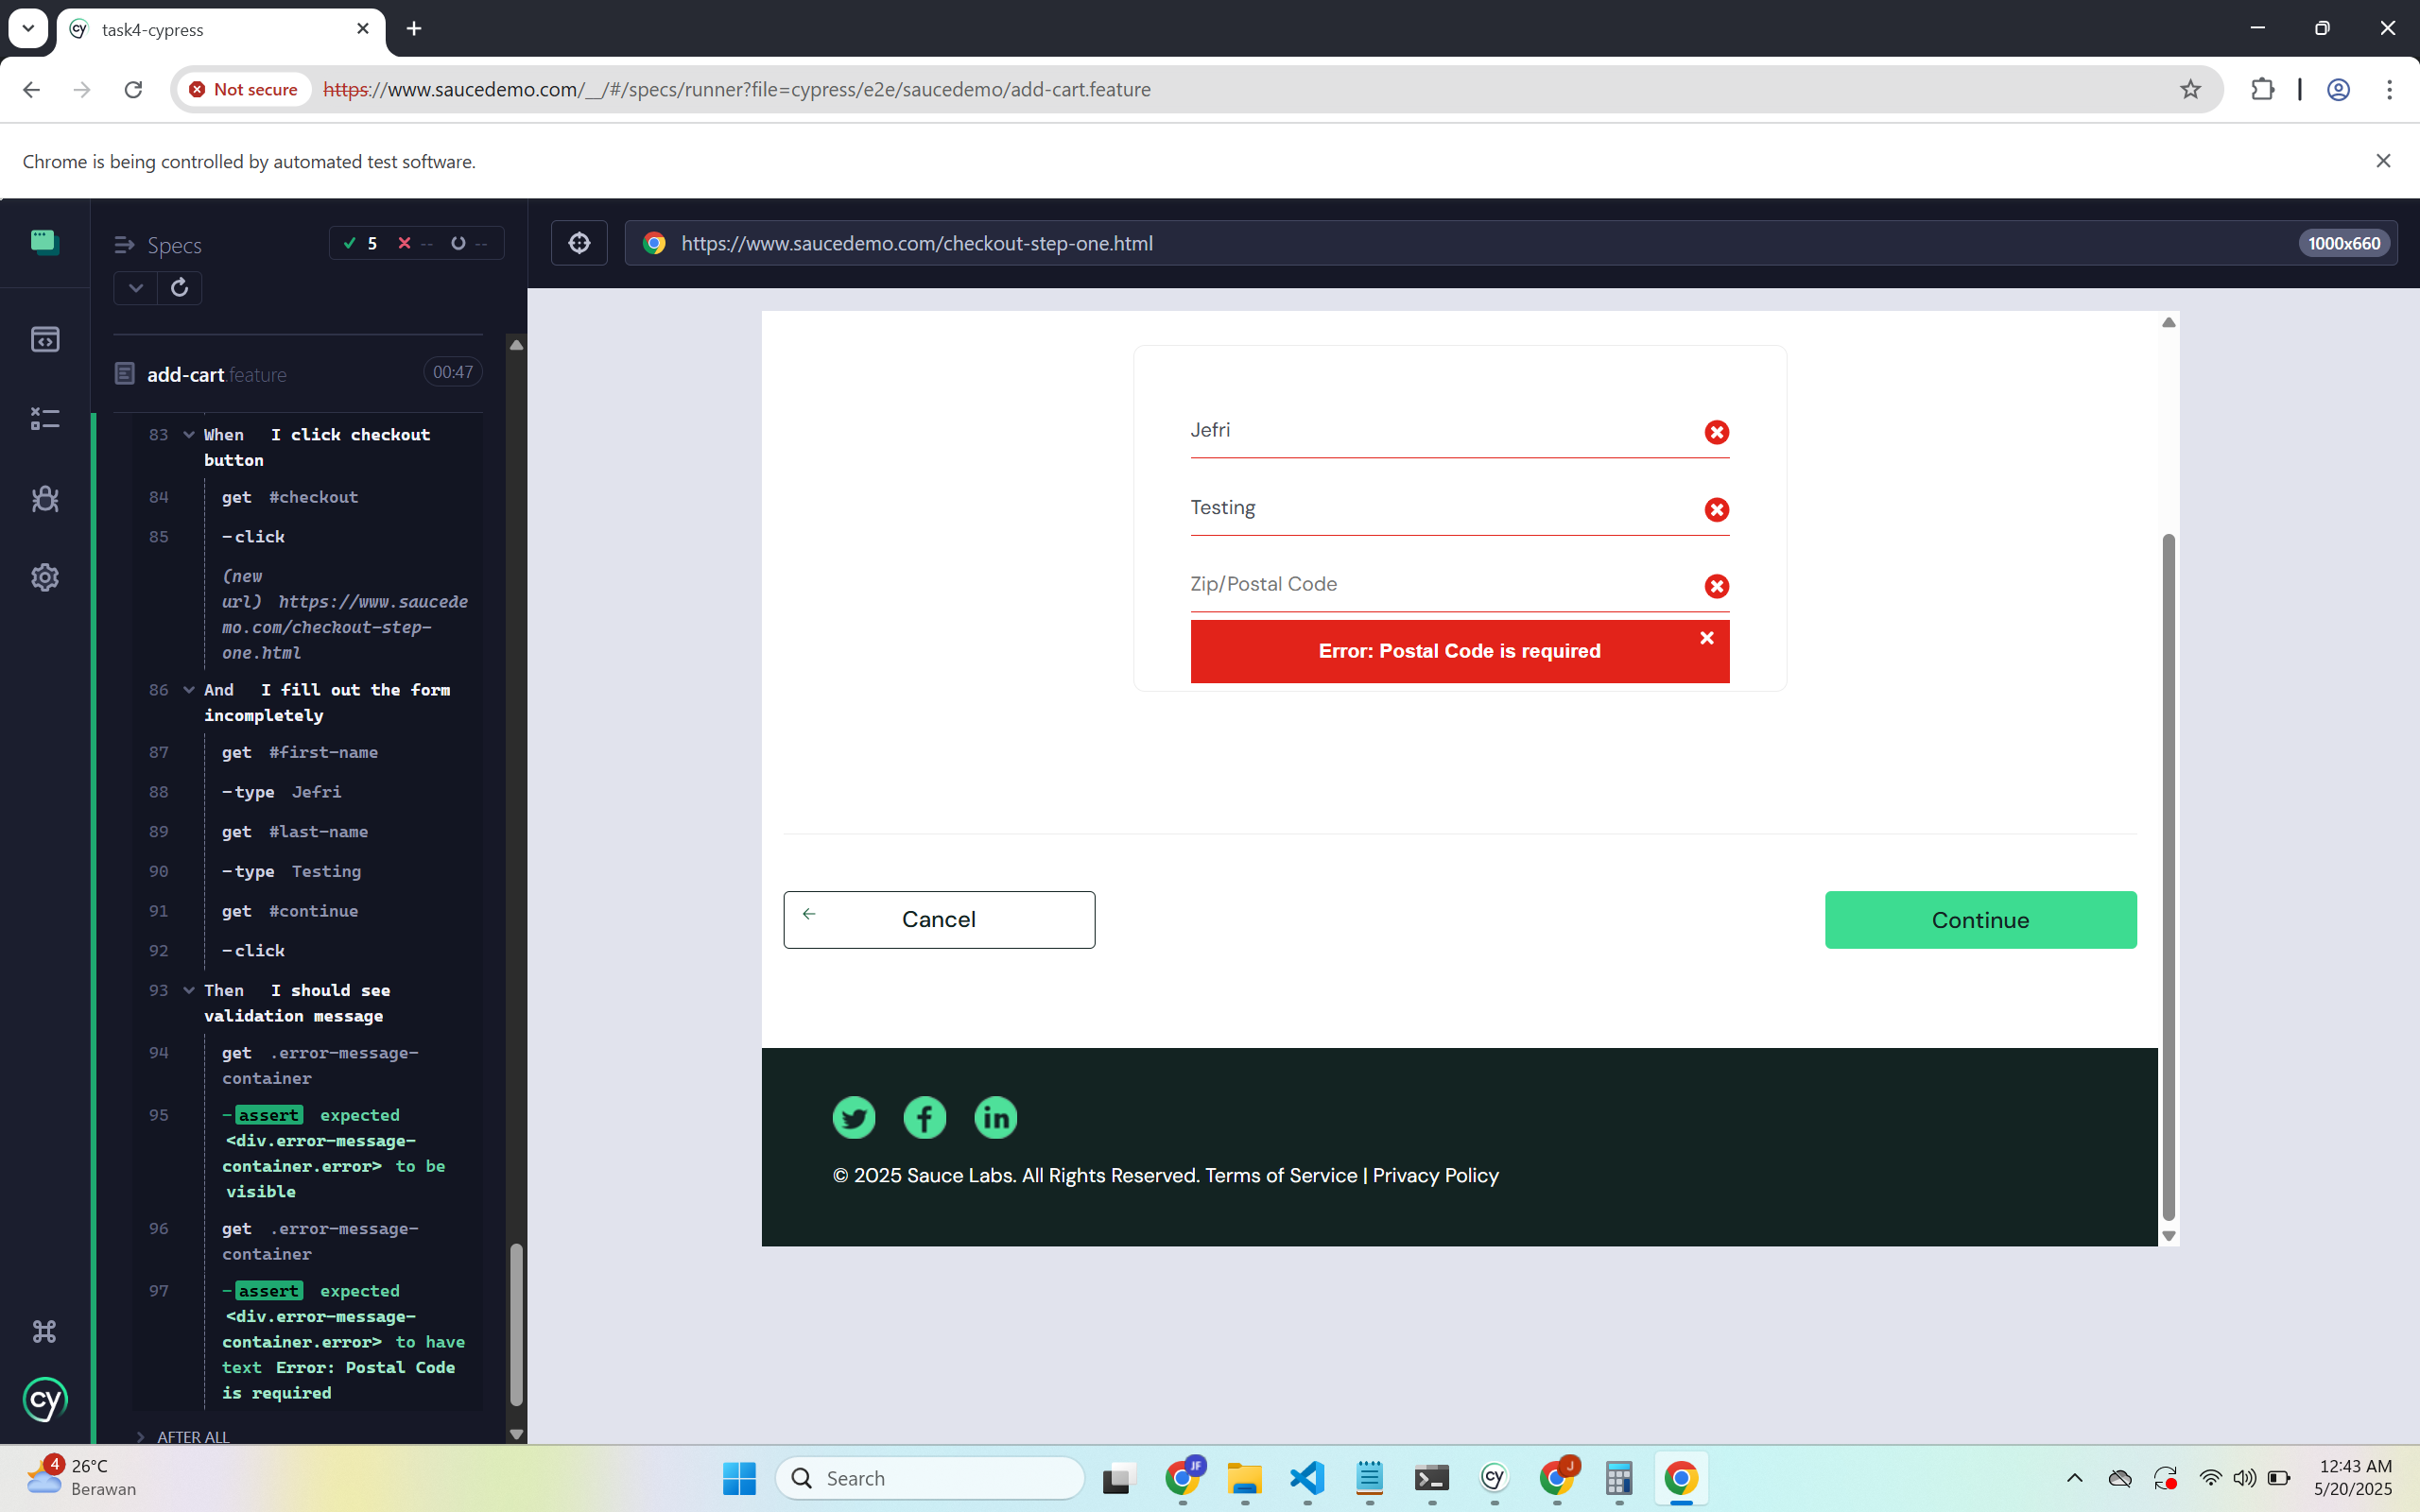 task4-cypress
Not secure
https://www.saucedemo.com/__/#/specs/runner?file=cypress/e2e/saucedemo/add-cart.feature
Chrome is being controlled by automated test software.
Specs
5 -- --
add-cart.feature 00:47
83 When I click checkout
button
84 get #checkout
85 -click
(new
url) https://www.saucede
mo.com/checkout-step-
one.html
86 And I fill out the form
incompletely
87 get #first-name
88 -type Jefri
89 get #last-name
90 -type Testing
91 get #continue
92 -click
93 Then I should see
validation message
94 get .error-message-
container
95 -assert expected
<div.error-message-
container.error> to be
visible
96 get .error-message-
container
97 -assert expected
<div.error-message-
container.error> to have
text Error: Postal Code
is required
AFTER ALL
cy
https://www.saucedemo.com/checkout-step-one.html
1000x660
Jefri
Testing
Zip/Postal Code
Error: Postal Code is required
Cancel
Continue
© 2025 Sauce Labs. All Rights Reserved. Terms of Service | Privacy Policy
4
26°C
Berawan
Search
JF
cy
J
12:43 AM
5/20/2025